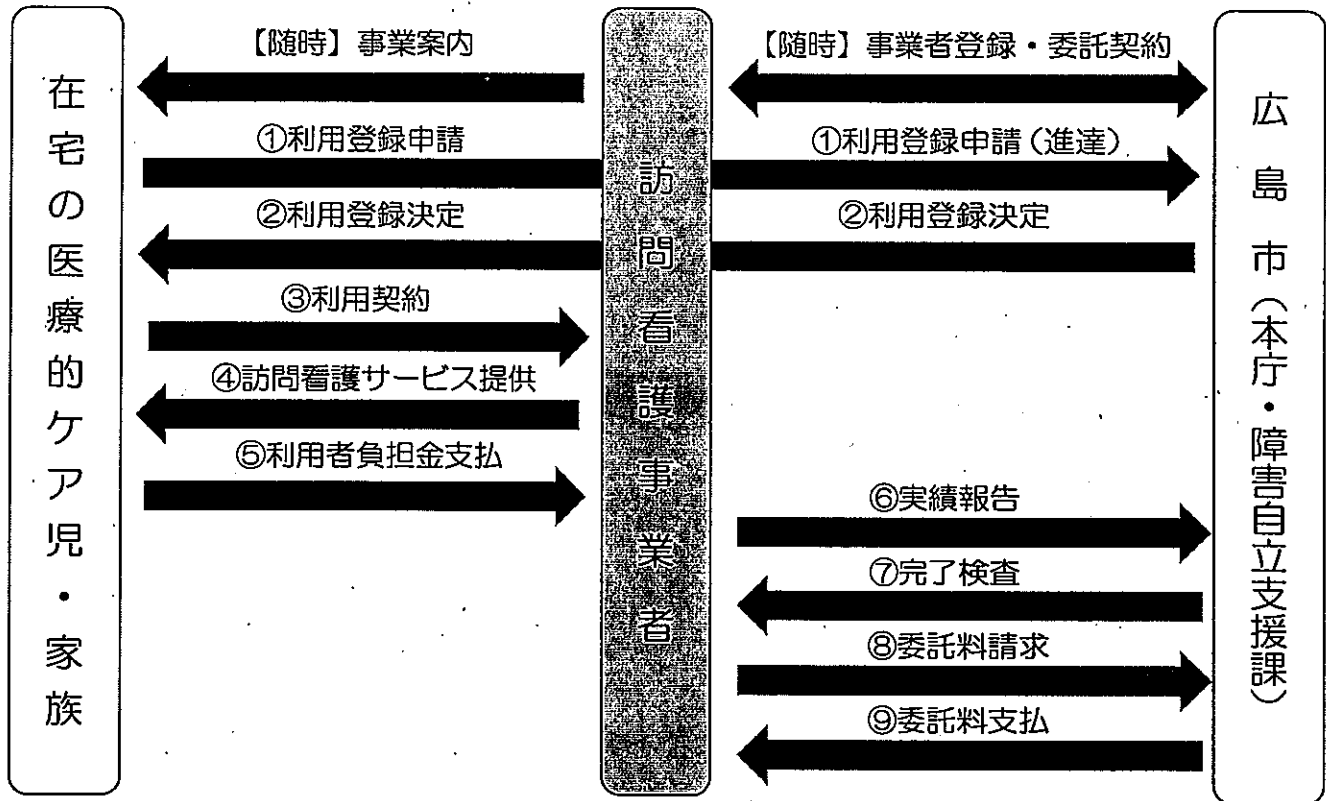 在宅の医療的ケア児・家族
訪問看護事業者
広島市（本庁・障害自立支援課）
【随時】事業案内
【随時】事業者登録・委託契約
①利用登録申請
①利用登録申請（進達）
②利用登録決定
②利用登録決定
③利用契約
④訪問看護サービス提供
⑤利用者負担金支払
⑥実績報告
⑦完了検査
⑧委託料請求
⑨委託料支払